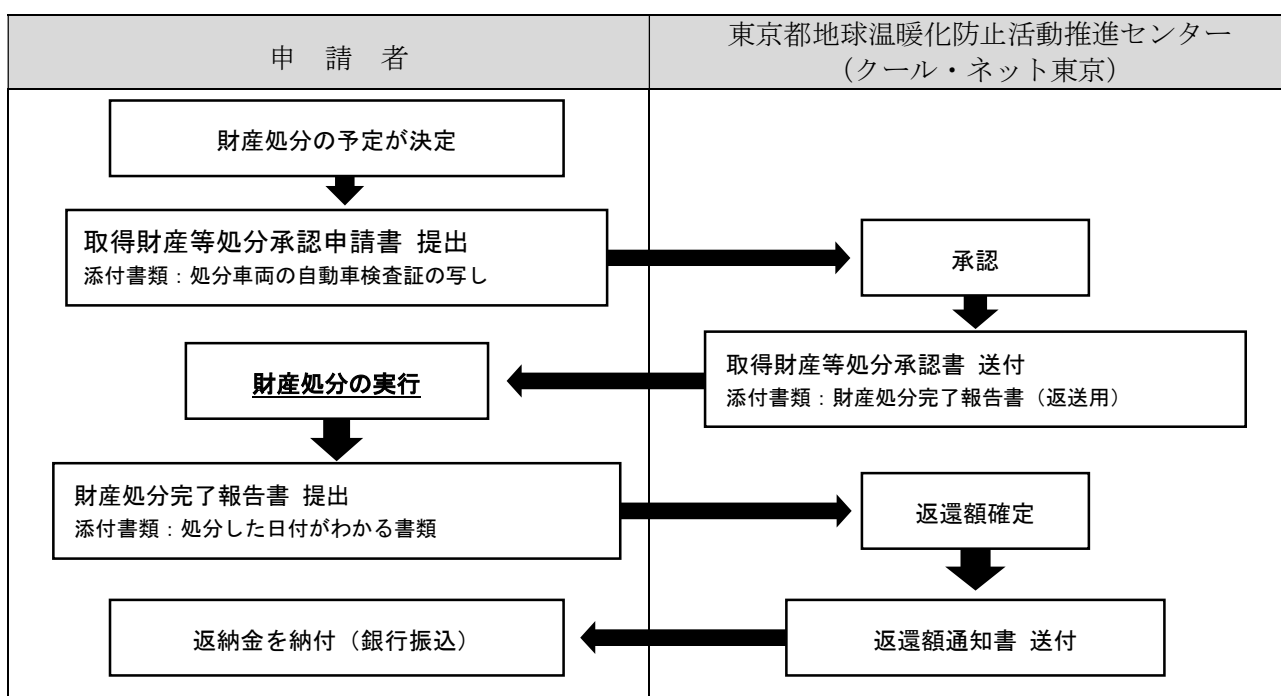 申 請 者
東京都地球温暖化防止活動推進センター
（クール・ネット東京）
財産処分の予定が決定
取得財産等処分承認申請書 提出
添付書類：処分車両の自動車検査証の写し
承認
取得財産等処分承認書 送付
添付書類：財産処分完了報告書（返送用）
財産処分の実行
財産処分完了報告書 提出
添付書類：処分した日付がわかる書類
返還額確定
返還額通知書 送付
返納金を納付（銀行振込）